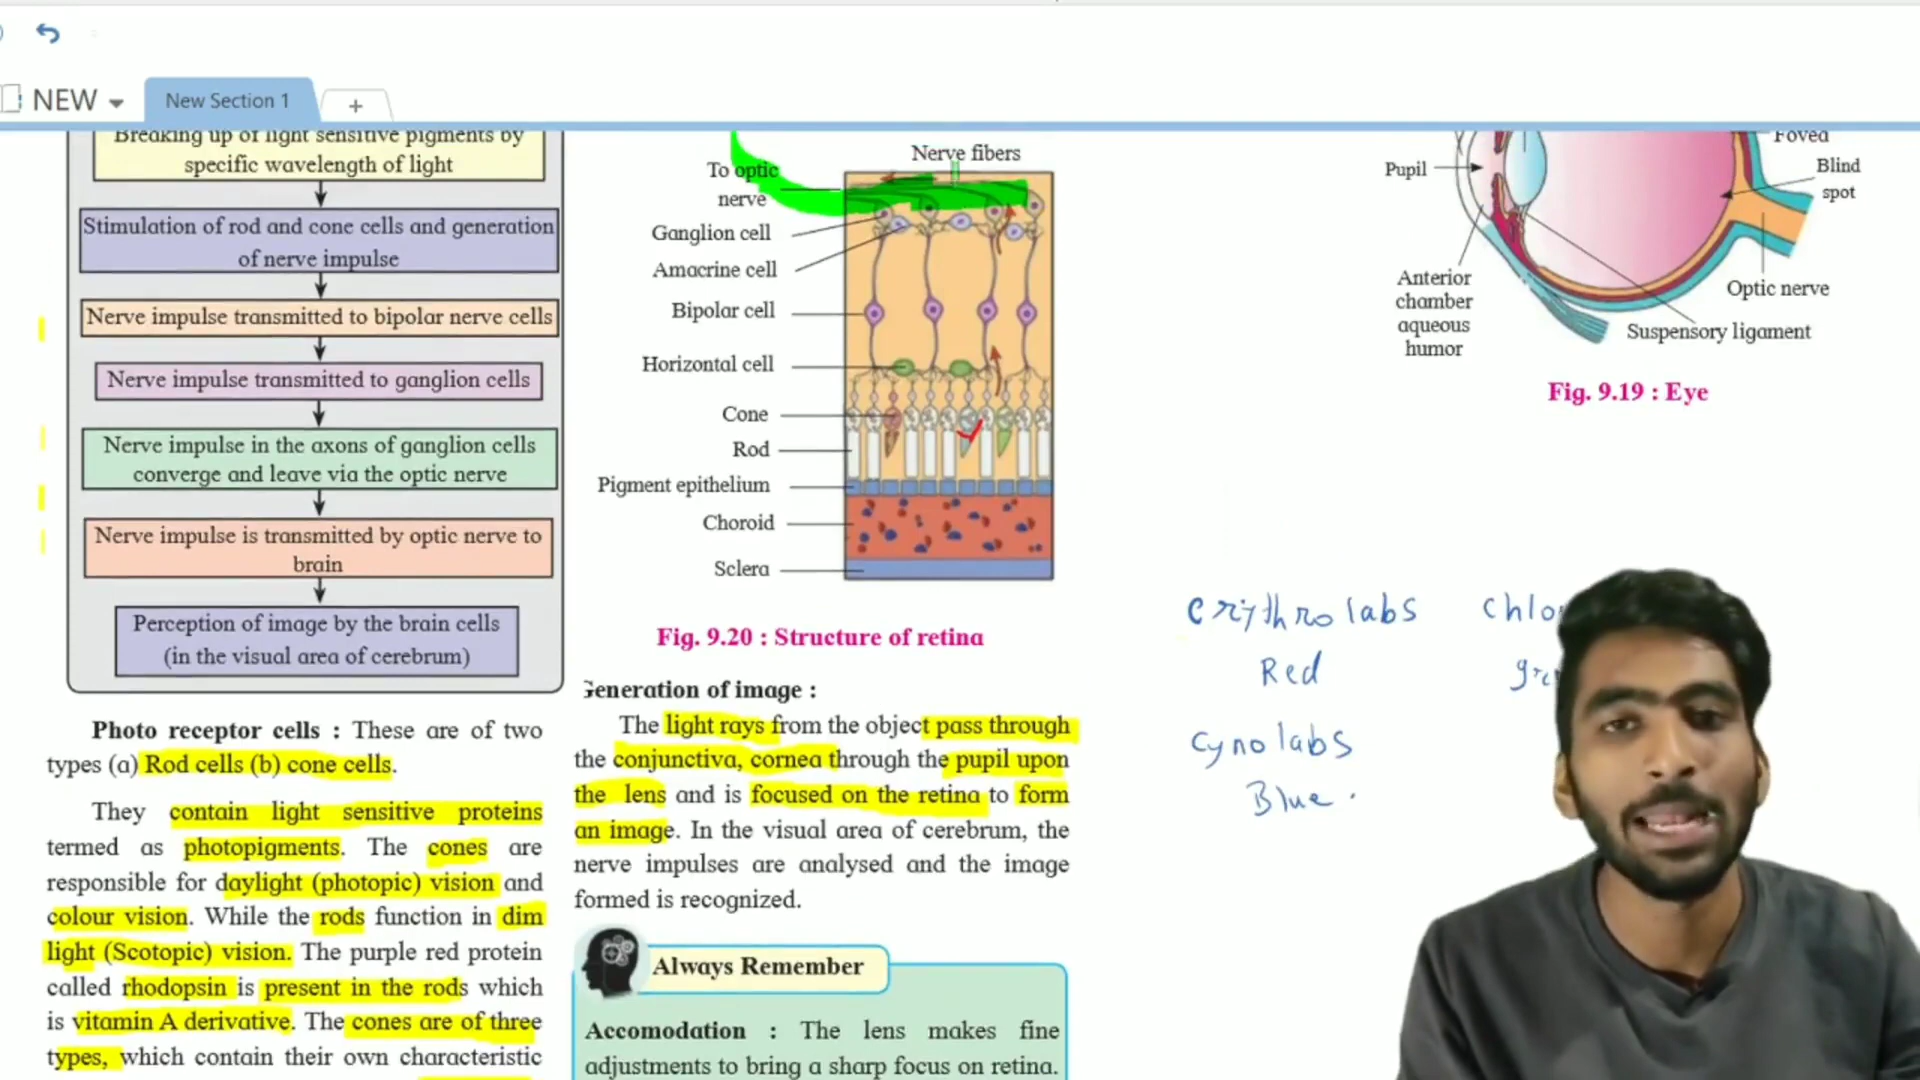 NEW
New Section 1
+
Breaking up of light sensitive pigments by
specific wavelength of light
Stimulation of rod and cone cells and generation
of nerve impulse
Nerve impulse transmitted to bipolar nerve cells
Nerve impulse transmitted to ganglion cells
Nerve impulse in the axons of ganglion cells
converge and leave via the optic nerve
Nerve impulse is transmitted by optic nerve to
brain
Perception of image by the brain cells
(in the visual area of cerebrum)
Photo receptor cells : These are of two
types (a) Rod cells (b) cone cells.
They contain light sensitive proteins
termed as photopigments. The cones are
responsible for daylight (photopic) vision and
colour vision. While the rods function in dim
light (Scotopic) vision. The purple red protein
called rhodopsin is present in the rods which
is vitamin A derivative. The cones are of three
types, which contain their own characteristic
Nerve fibers
To optic
nerve
Ganglion cell
Amacrine cell
Bipolar cell
Horizontal cell
Cone
Rod
Pigment epithelium
Choroid
Sclera
Fig. 9.20 : Structure of retina
Generation of image :
The light rays from the object pass through
the conjunctiva, cornea through the pupil upon
the lens and is focused on the retina to form
an image. In the visual area of cerebrum, the
nerve impulses are analysed and the image
formed is recognized.
Always Remember
Accomodation : The lens makes fine
adjustments to bring a sharp focus on retina.
Fovea
Pupil
Blind
spot
Anterior
chamber
aqueous
humor
Optic nerve
Suspensory ligament
Fig. 9.19 : Eye
erythrolabs chlo
Red gre
cynolabs
Blue .